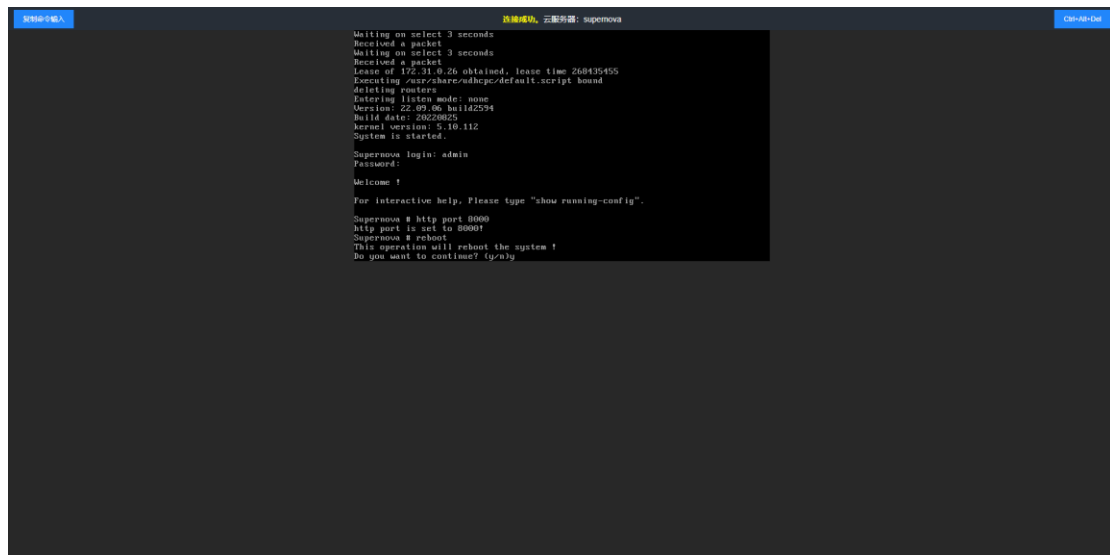 复制命令输入
连接成功。云服务器：supernova
Ctrl+Alt+Del
Waiting on select 3 seconds
Received a packet
Waiting on select 3 seconds
Received a packet
Lease of 172.31.0.26 obtained, lease time 268435455
Executing /usr/share/udhcpc/default.script bound
deleting routers
Entering listen mode: none
Version: 22.09.06 build2594
Build date: 20220825
kernel version: 5.10.112
System is started.
Supernova login: admin
Password:
Welcome !
For interactive help, Please type "show running-config".
Supernova # http port 8000
http port is set to 8000!
Supernova # reboot
This operation will reboot the system !
Do you want to continue? (y/n)y